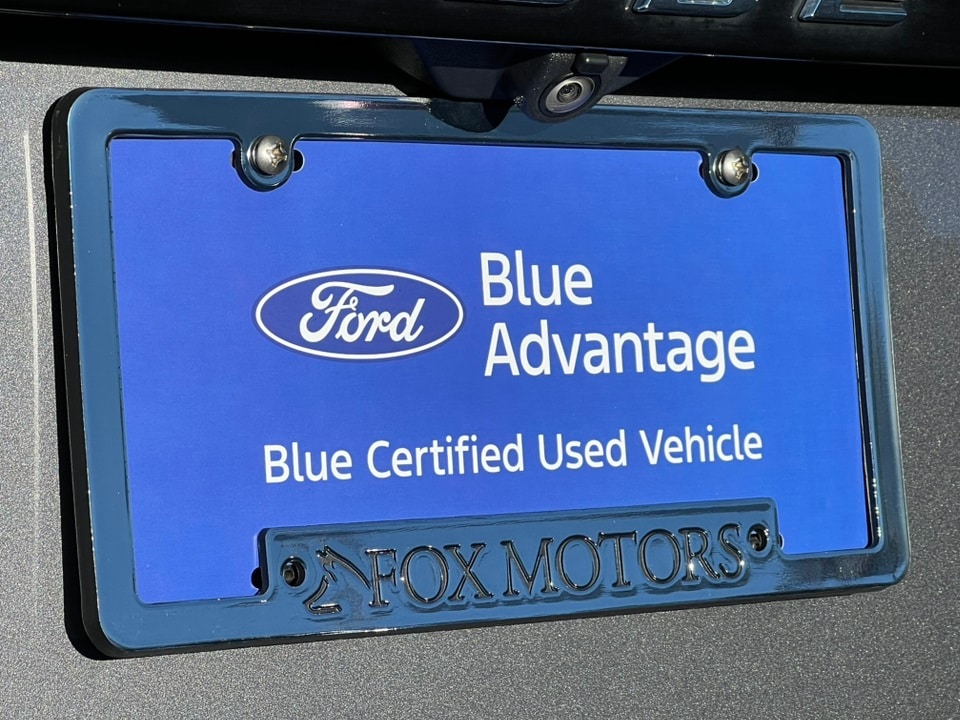 Ford
Blue
Advantage
Blue Certified Used Vehicle
FOX MOTORS